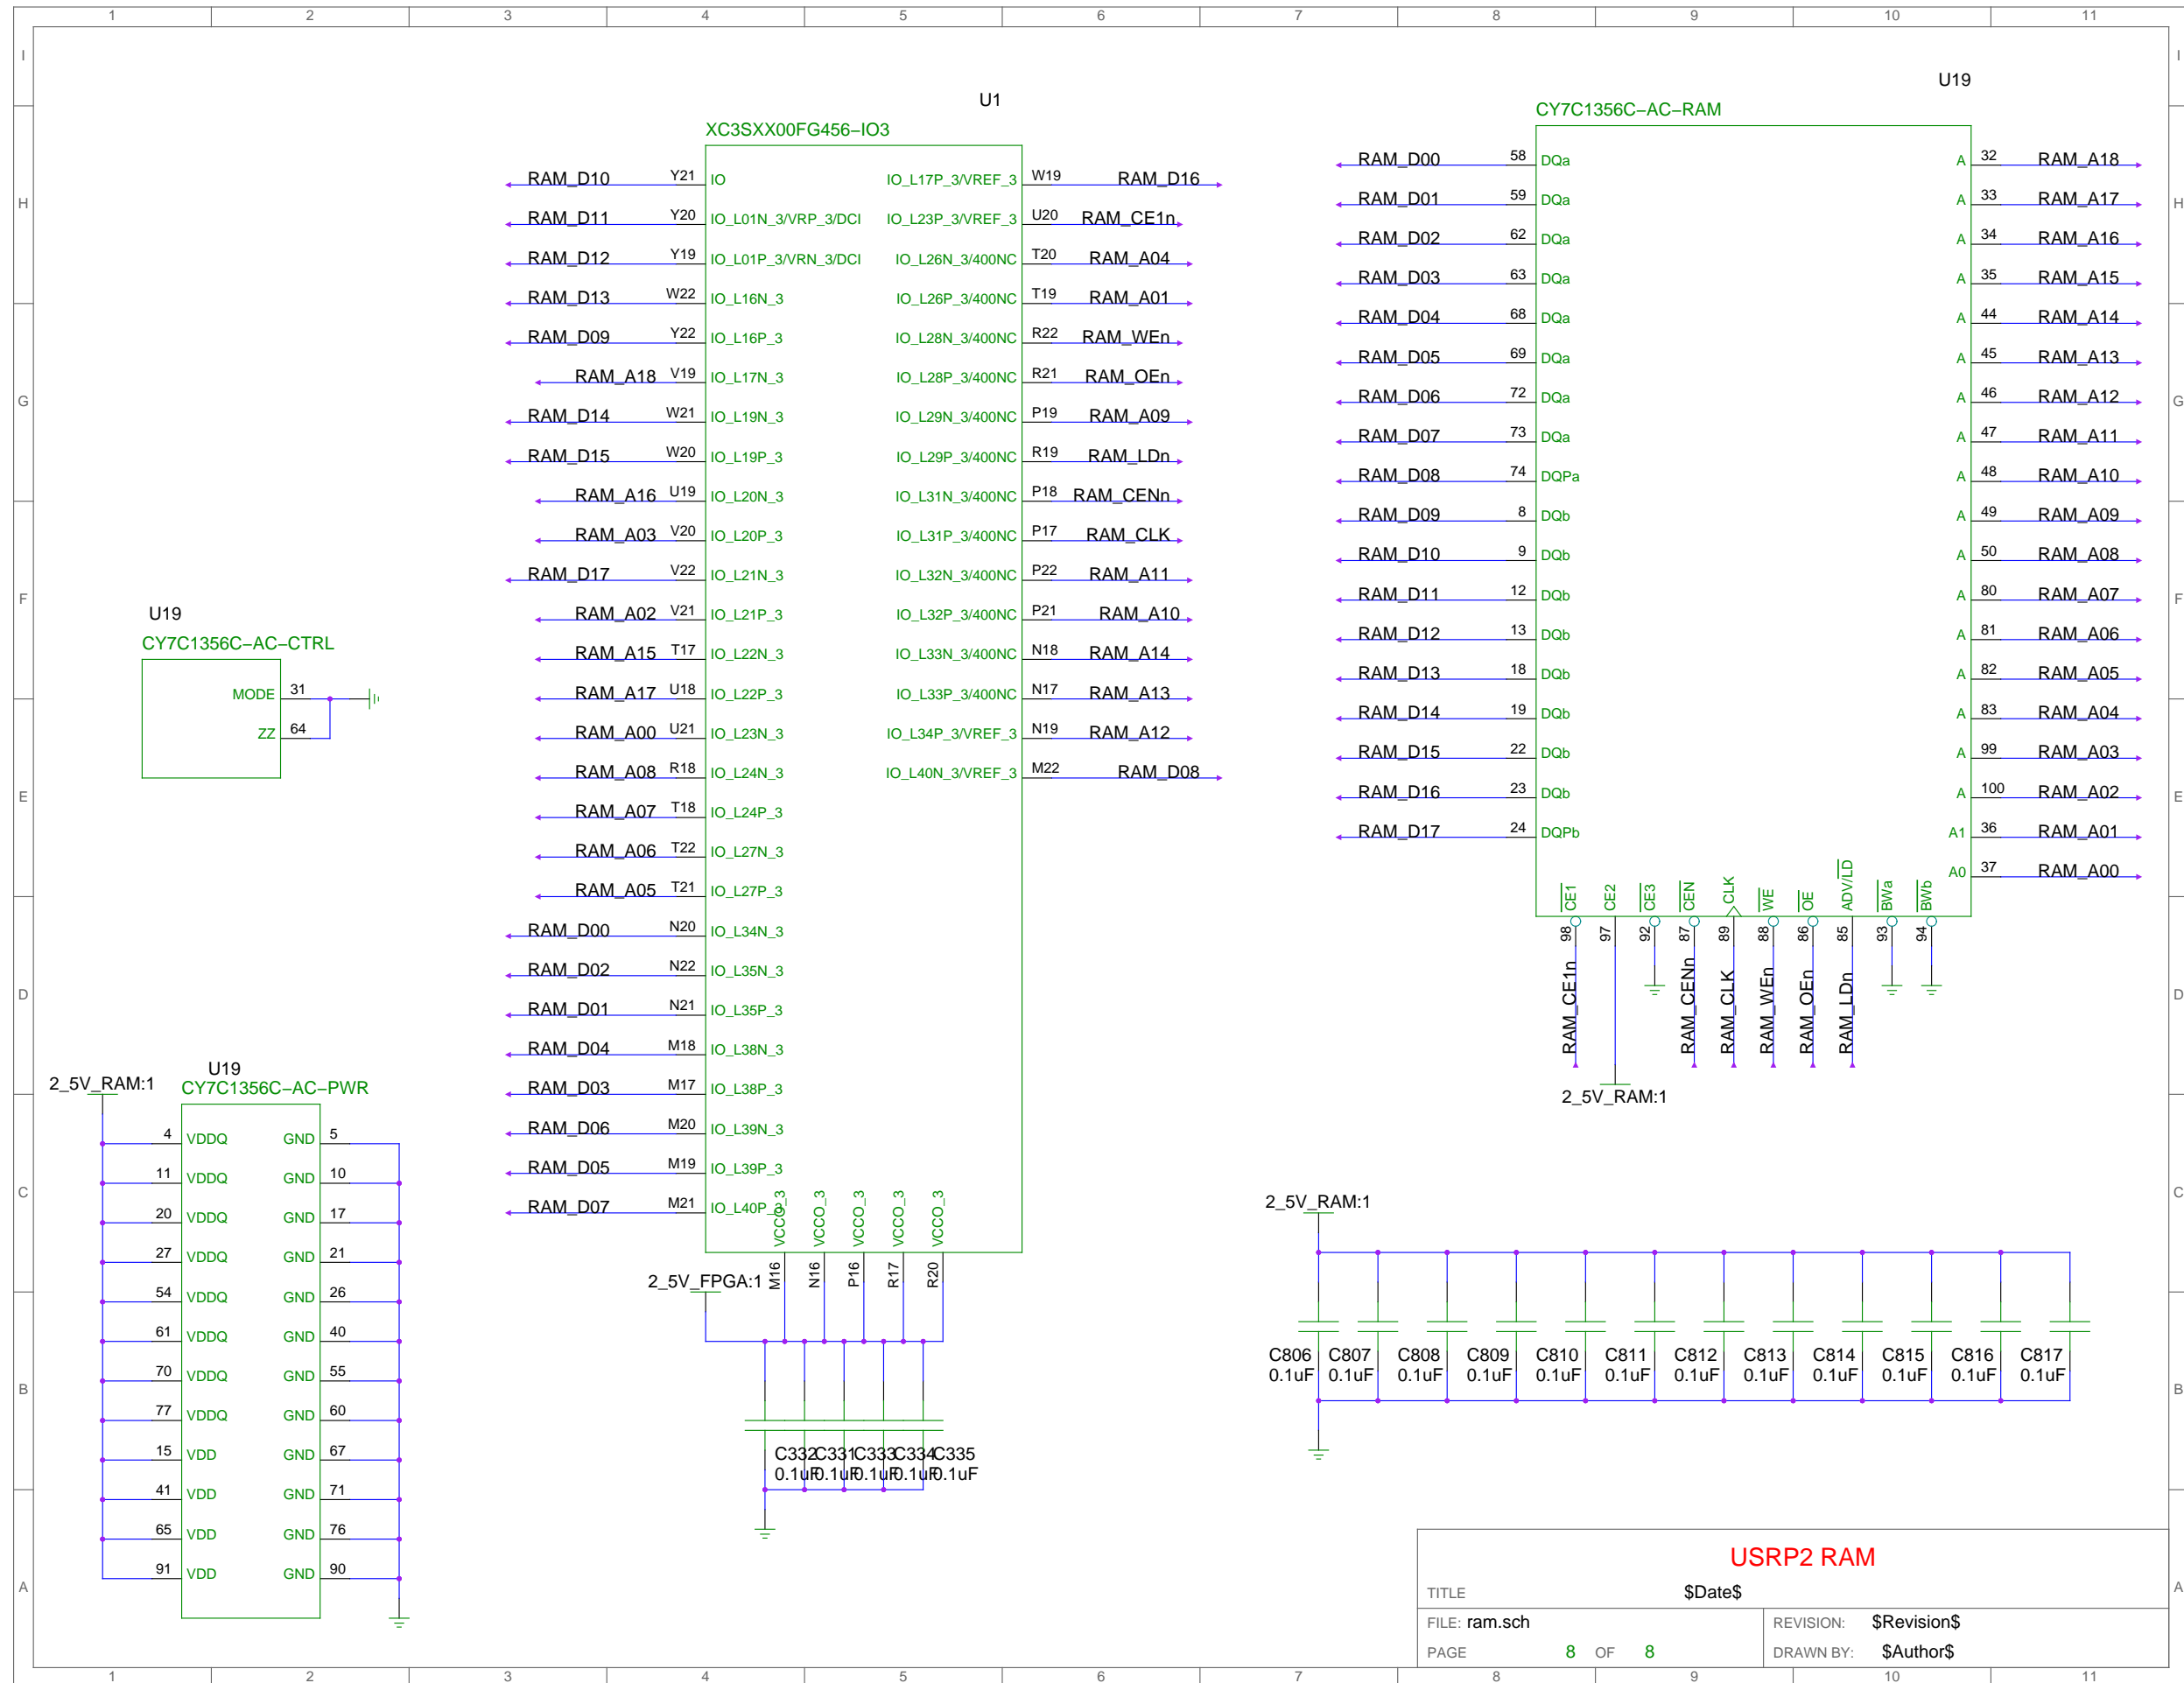 1 2 3 4 5 6 7 8 9 10 11
I I
H H
G G
F F
E E
D D
C C
B B
A A
U1
XC3SXX00FG456-IO3
RAM_D10 Y21 IO IO_L17P_3/VREF_3 W19 RAM_D16
RAM_D11 Y20 IO_L01N_3/VRP_3/DCI IO_L23P_3/VREF_3 U20 RAM_CE1n
RAM_D12 Y19 IO_L01P_3/VRN_3/DCI IO_L26N_3/400NC T20 RAM_A04
RAM_D13 W22 IO_L16N_3 IO_L26P_3/400NC T19 RAM_A01
RAM_D09 Y22 IO_L16P_3 IO_L28N_3/400NC R22 RAM_WEn
RAM_A18 V19 IO_L17N_3 IO_L28P_3/400NC R21 RAM_OEn
RAM_D14 W21 IO_L19N_3 IO_L29N_3/400NC P19 RAM_A09
RAM_D15 W20 IO_L19P_3 IO_L29P_3/400NC R19 RAM_LDn
RAM_A16 U19 IO_L20N_3 IO_L31N_3/400NC P18 RAM_CENn
RAM_A03 V20 IO_L20P_3 IO_L31P_3/400NC P17 RAM_CLK
RAM_D17 V22 IO_L21N_3 IO_L32N_3/400NC P22 RAM_A11
RAM_A02 V21 IO_L21P_3 IO_L32P_3/400NC P21 RAM_A10
RAM_A15 T17 IO_L22N_3 IO_L33N_3/400NC N18 RAM_A14
RAM_A17 U18 IO_L22P_3 IO_L33P_3/400NC N17 RAM_A13
RAM_A00 U21 IO_L23N_3 IO_L34P_3/VREF_3 N19 RAM_A12
RAM_A08 R18 IO_L24N_3 IO_L40N_3/VREF_3 M22 RAM_D08
RAM_A07 T18 IO_L24P_3
RAM_A06 T22 IO_L27N_3
RAM_A05 T21 IO_L27P_3
RAM_D00 N20 IO_L34N_3
RAM_D02 N22 IO_L35N_3
RAM_D01 N21 IO_L35P_3
RAM_D04 M18 IO_L38N_3
RAM_D03 M17 IO_L38P_3
RAM_D06 M20 IO_L39N_3
RAM_D05 M19 IO_L39P_3
RAM_D07 M21 IO_L40P_3
VCCO_3 VCCO_3 VCCO_3 VCCO_3 VCCO_3
M16 N16 P16 R17 R20
2_5V_FPGA:1
C332 C331 C333 C334 C335
0.1uF 0.1uF 0.1uF 0.1uF 0.1uF
U19
CY7C1356C-AC-RAM
RAM_D00 58 DQa A 32 RAM_A18
RAM_D01 59 DQa A 33 RAM_A17
RAM_D02 62 DQa A 34 RAM_A16
RAM_D03 63 DQa A 35 RAM_A15
RAM_D04 68 DQa A 44 RAM_A14
RAM_D05 69 DQa A 45 RAM_A13
RAM_D06 72 DQa A 46 RAM_A12
RAM_D07 73 DQa A 47 RAM_A11
RAM_D08 74 DQPa A 48 RAM_A10
RAM_D09 8 DQb A 49 RAM_A09
RAM_D10 9 DQb A 50 RAM_A08
RAM_D11 12 DQb A 80 RAM_A07
RAM_D12 13 DQb A 81 RAM_A06
RAM_D13 18 DQb A 82 RAM_A05
RAM_D14 19 DQb A 83 RAM_A04
RAM_D15 22 DQb A 99 RAM_A03
RAM_D16 23 DQb A 100 RAM_A02
RAM_D17 24 DQPb A1 36 RAM_A01
A0 37 RAM_A00
CE1 CE2 CE3 CEN CLK WE OE ADV/LD BWa BWb
98 97 92 87 89 88 86 85 93 94
RAM_CE1n RAM_CENn RAM_CLK RAM_WEn RAM_OEn RAM_LDn
2_5V_RAM:1
U19
CY7C1356C-AC-CTRL
MODE 31
ZZ 64
U19
2_5V_RAM:1
CY7C1356C-AC-PWR
4 VDDQ GND 5
11 VDDQ GND 10
20 VDDQ GND 17
27 VDDQ GND 21
54 VDDQ GND 26
61 VDDQ GND 40
70 VDDQ GND 55
77 VDDQ GND 60
15 VDD GND 67
41 VDD GND 71
65 VDD GND 76
91 VDD GND 90
2_5V_RAM:1
C806 C807 C808 C809 C810 C811 C812 C813 C814 C815 C816 C817
0.1uF 0.1uF 0.1uF 0.1uF 0.1uF 0.1uF 0.1uF 0.1uF 0.1uF 0.1uF 0.1uF 0.1uF
USRP2 RAM
TITLE $Date$
FILE: ram.sch REVISION: $Revision$
PAGE 8 OF 8 DRAWN BY: $Author$
1 2 3 4 5 6 7 8 9 10 11